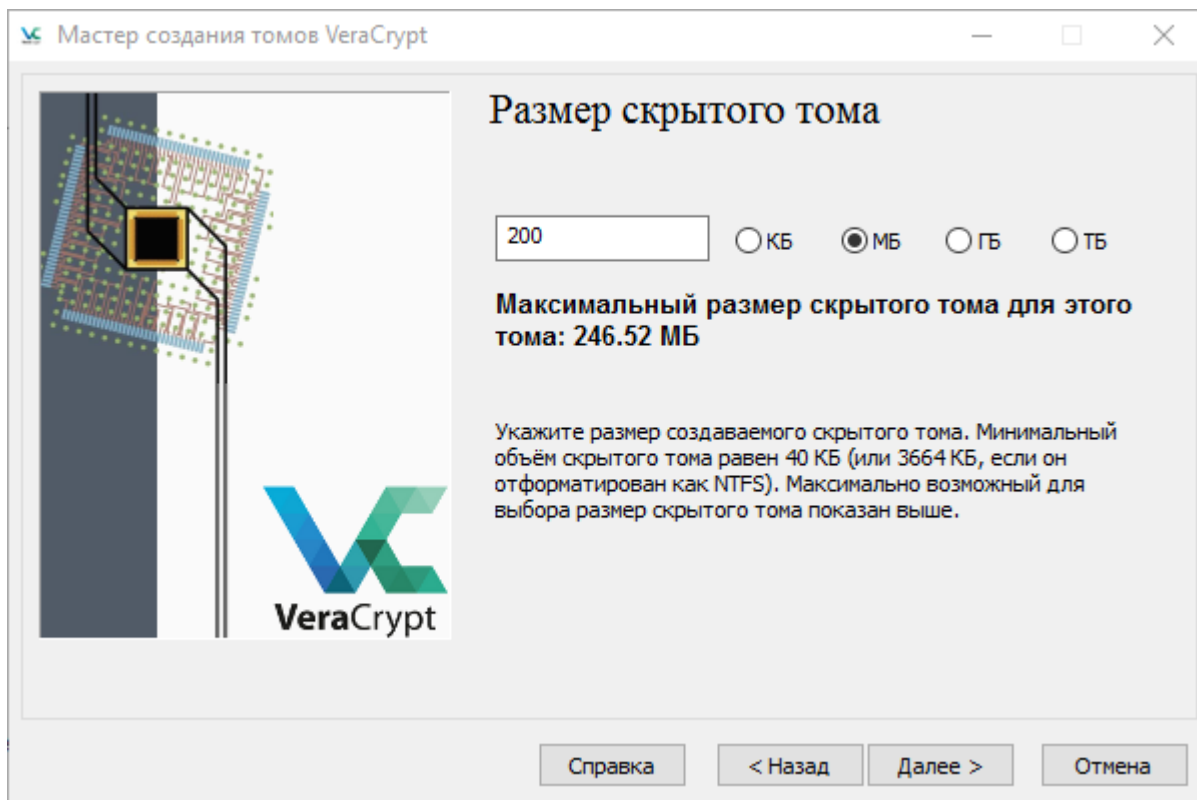 Мастер создания томов VeraCrypt
Размер скрытого тома
200
КБ
МБ
ГБ
ТБ
Максимальный размер скрытого тома для этого
тома: 246.52 МБ
Укажите размер создаваемого скрытого тома. Минимальный
объём скрытого тома равен 40 КБ (или 3664 КБ, если он
отформатирован как NTFS). Максимально возможный для
выбора размер скрытого тома показан выше.
VeraCrypt
Справка
< Назад
Далее >
Отмена